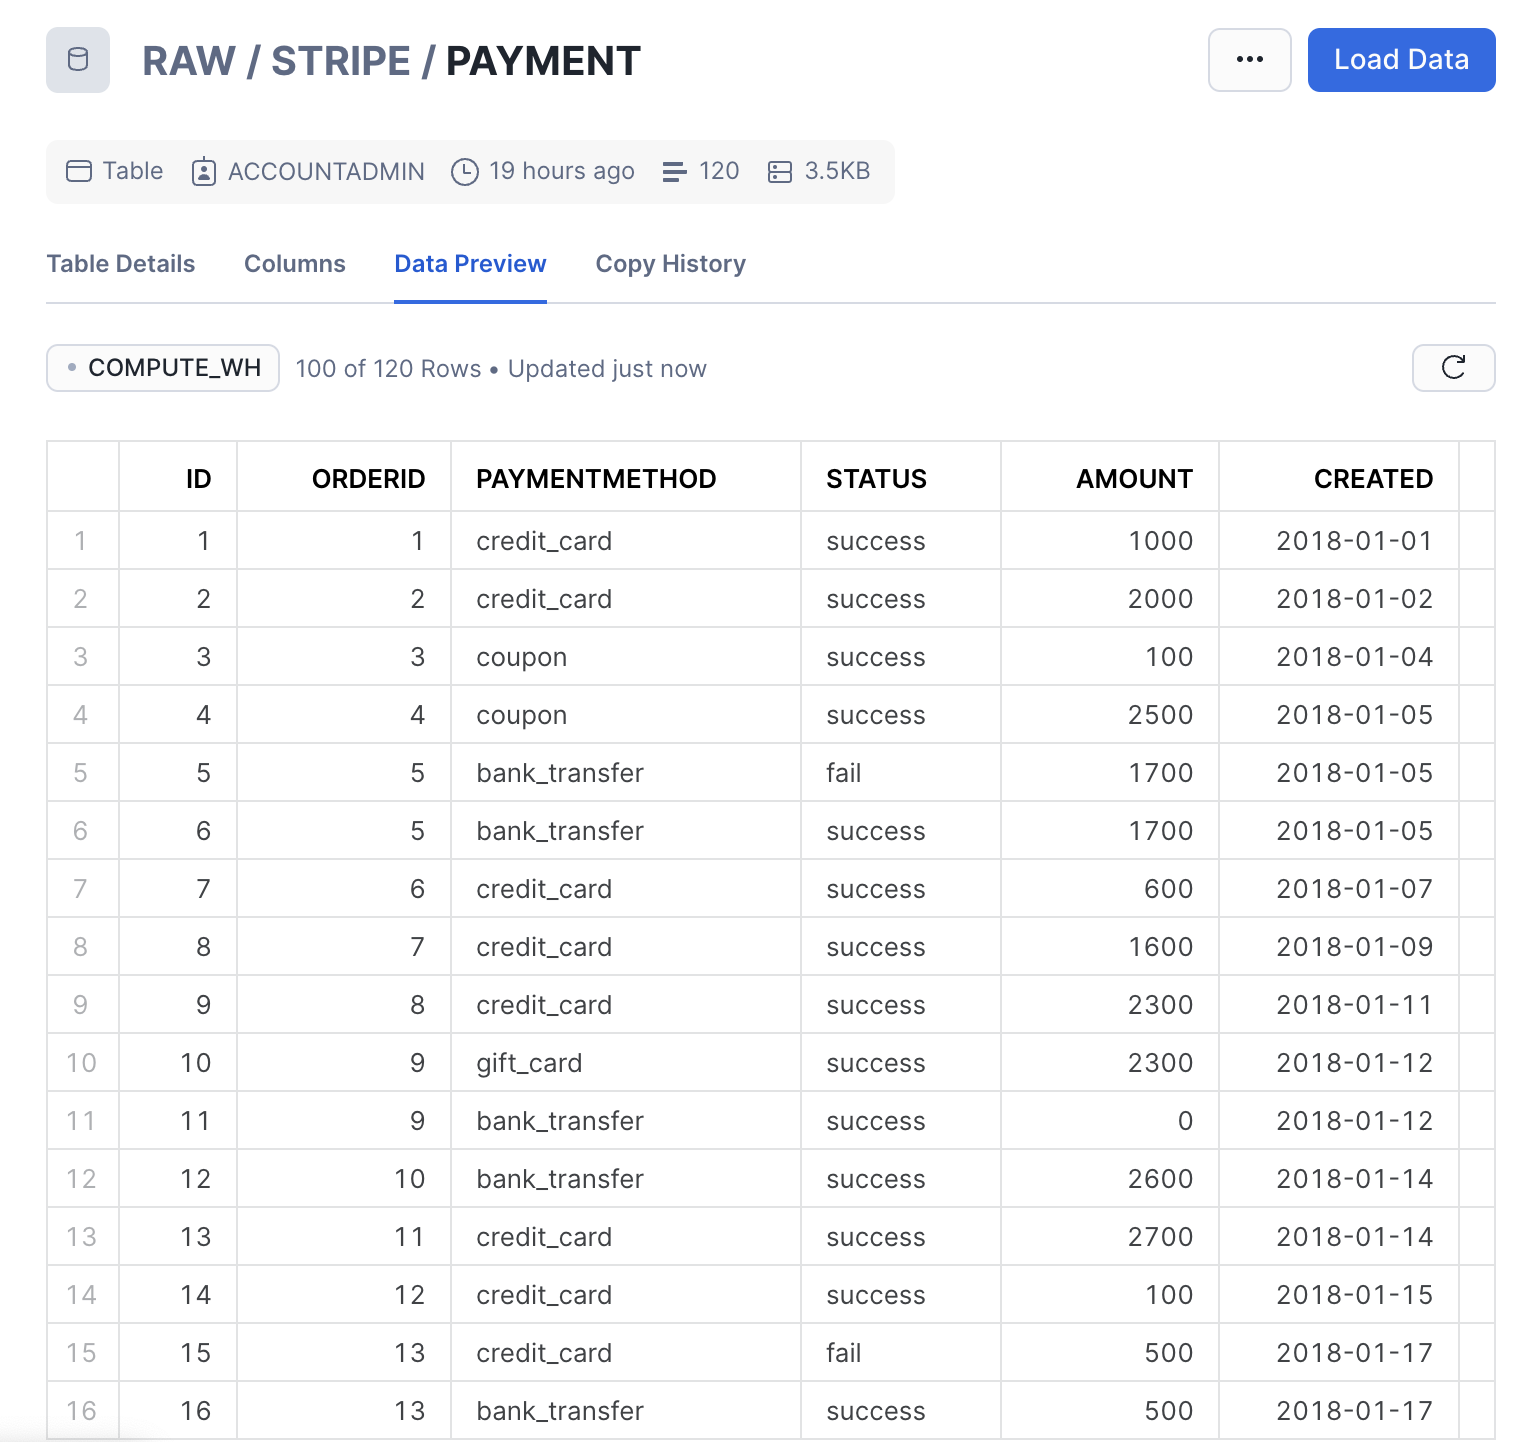 RAW / STRIPE / PAYMENT ••• Load Data
Table ACCOUNTADMIN 19 hours ago 120 3.5KB
Table Details Columns Data Preview Copy History
COMPUTE_WH 100 of 120 Rows • Updated just now
ID ORDERID PAYMENTMETHOD STATUS AMOUNT CREATED
1 1 1 credit_card success 1000 2018-01-01
2 2 2 credit_card success 2000 2018-01-02
3 3 3 coupon success 100 2018-01-04
4 4 4 coupon success 2500 2018-01-05
5 5 5 bank_transfer fail 1700 2018-01-05
6 6 5 bank_transfer success 1700 2018-01-05
7 7 6 credit_card success 600 2018-01-07
8 8 7 credit_card success 1600 2018-01-09
9 9 8 credit_card success 2300 2018-01-11
10 10 9 gift_card success 2300 2018-01-12
11 11 9 bank_transfer success 0 2018-01-12
12 12 10 bank_transfer success 2600 2018-01-14
13 13 11 credit_card success 2700 2018-01-14
14 14 12 credit_card success 100 2018-01-15
15 15 13 credit_card fail 500 2018-01-17
16 16 13 bank_transfer success 500 2018-01-17